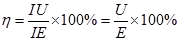 η = IU/IE ×100% = U/E ×100%